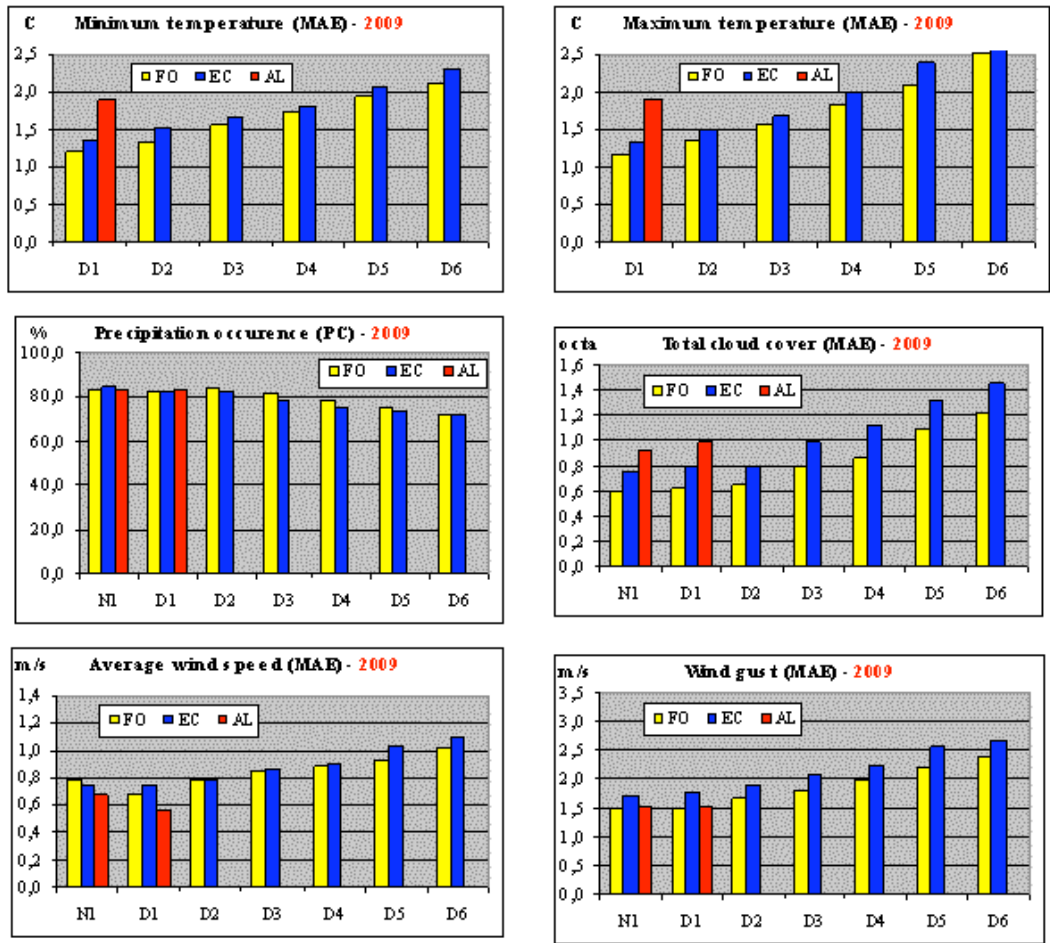 C Minimum temperature (MAE) - 2009
FO EC AL
2,5
2,0
1,5
1,0
0,5
0,0
D1 D2 D3 D4 D5 D6
C Maximum temperature (MAE) - 2009
FO EC AL
2,5
2,0
1,5
1,0
0,5
0,0
D1 D2 D3 D4 D5 D6
% Precipitation occurence (PC) - 2009
FO EC AL
100,0
80,0
60,0
40,0
20,0
0,0
N1 D1 D2 D3 D4 D5 D6
octa Total cloud cover (MAE) - 2009
FO EC AL
1,6
1,4
1,2
1,0
0,8
0,6
0,4
0,2
0,0
N1 D1 D2 D3 D4 D5 D6
m/s Average wind speed (MAE) - 2009
FO EC AL
1,4
1,2
1,0
0,8
0,6
0,4
0,2
0,0
N1 D1 D2 D3 D4 D5 D6
m/s Wind gust (MAE) - 2009
FO EC AL
3,5
3,0
2,5
2,0
1,5
1,0
0,5
0,0
N1 D1 D2 D3 D4 D5 D6